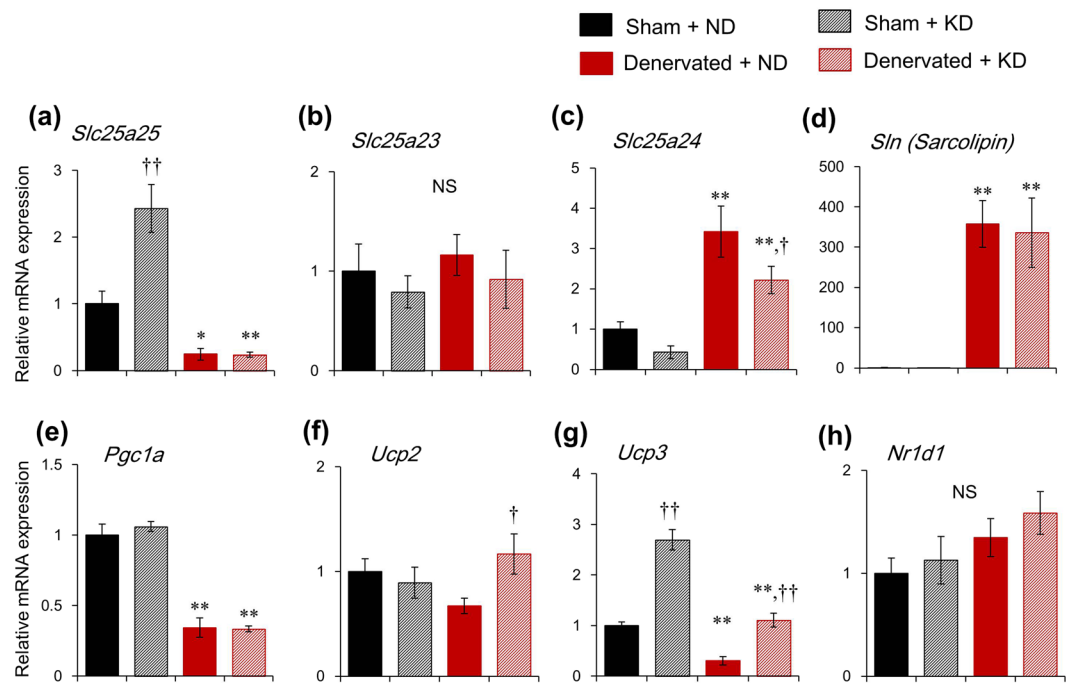 Sham + ND
Sham + KD
Denervated + ND
Denervated + KD
(a)
Slc25a25
Relative mRNA expression
3
2
1
0
††
*
**
(b)
Slc25a23
2
1
0
NS
(c)
Slc25a24
5
4
3
2
1
0
**
**,†
(d)
Sln (Sarcolipin)
500
400
300
200
100
0
**
**
(e)
Pgc1a
Relative mRNA expression
1.5
1
0.5
0
**
**
(f)
Ucp2
2
1
0
†
(g)
Ucp3
4
3
2
1
0
††
**
**,††
(h)
Nr1d1
2
1
0
NS